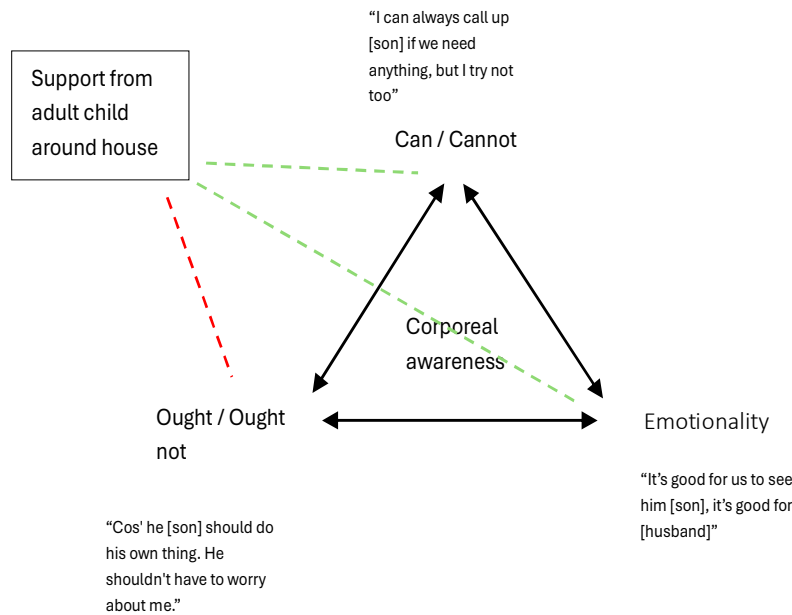 “I can always call up
[son] if we need
anything, but I try not
too”
Support from
adult child
around house
Can / Cannot
Corporeal
awareness
Ought / Ought
not
Emotionality
“It’s good for us to see
him [son], it’s good for
[husband]”
“Cos' he [son] should do
his own thing. He
shouldn't have to worry
about me.”